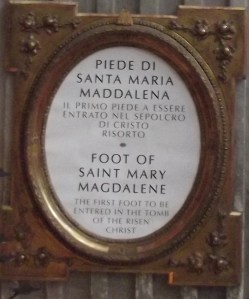 PIEDE DI
SANTA MARIA
MADDALENA
IL PRIMO PIEDE A ESSERE
ENTRATO NEL SEPOLCRO
DI CRISTO
RISORTO
FOOT OF
SAINT MARY
MAGDALENE
THE FIRST FOOT TO BE
ENTERED IN THE TOMB
OF THE RISEN
CHRIST